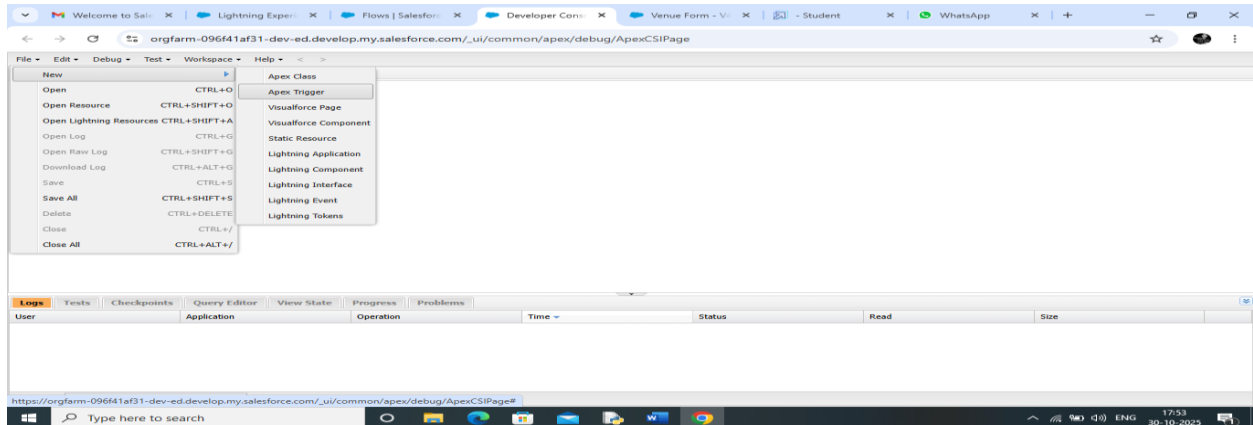 Welcome to Sale
Lightning Experi
Flows | Salesforc
Developer Cons
Venue Form - V
- Student
WhatsApp
orgfarm-096f41af31-dev-ed.develop.my.salesforce.com/_ui/common/apex/debug/ApexCSIPage
File Edit Debug Test Workspace Help < >
New
Open CTRL+O
Open Resource CTRL+SHIFT+O
Open Lightning Resources CTRL+SHIFT+A
Open Log CTRL+G
Open Raw Log CTRL+SHIFT+G
Download Log CTRL+ALT+G
Save CTRL+S
Save All CTRL+SHIFT+S
Delete CTRL+DELETE
Close CTRL+/
Close All CTRL+ALT+/
Apex Class
Apex Trigger
Visualforce Page
Visualforce Component
Static Resource
Lightning Application
Lightning Component
Lightning Interface
Lightning Event
Lightning Tokens
Logs Tests Checkpoints Query Editor View State Progress Problems
User Application Operation Time Status Read Size
https://orgfarm-096f41af31-dev-ed.develop.my.salesforce.com/_ui/common/apex/debug/ApexCSIPage#
Type here to search
ENG
17:53
30-10-2025